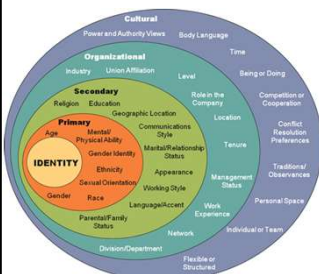 Cultural
Power and Authority Views
Body Language
Time
Being or Doing
Competition or
Cooperation
Conflict
Resolution
Preferences
Traditions/
Observances
Personal Space
Individual or Team
Flexible or
Structured
Organizational
Industry
Union Affiliation
Level
Role in the
Company
Location
Tenure
Management
Status
Work
Experience
Network
Division/Department
Secondary
Religion
Education
Geographic Location
Communications
Style
Marital/Relationship
Status
Appearance
Working Style
Language/Accent
Parental/Family
Status
Primary
Age
Mental/
Physical Ability
Gender Identity
Ethnicity
Sexual Orientation
Race
Gender
IDENTITY